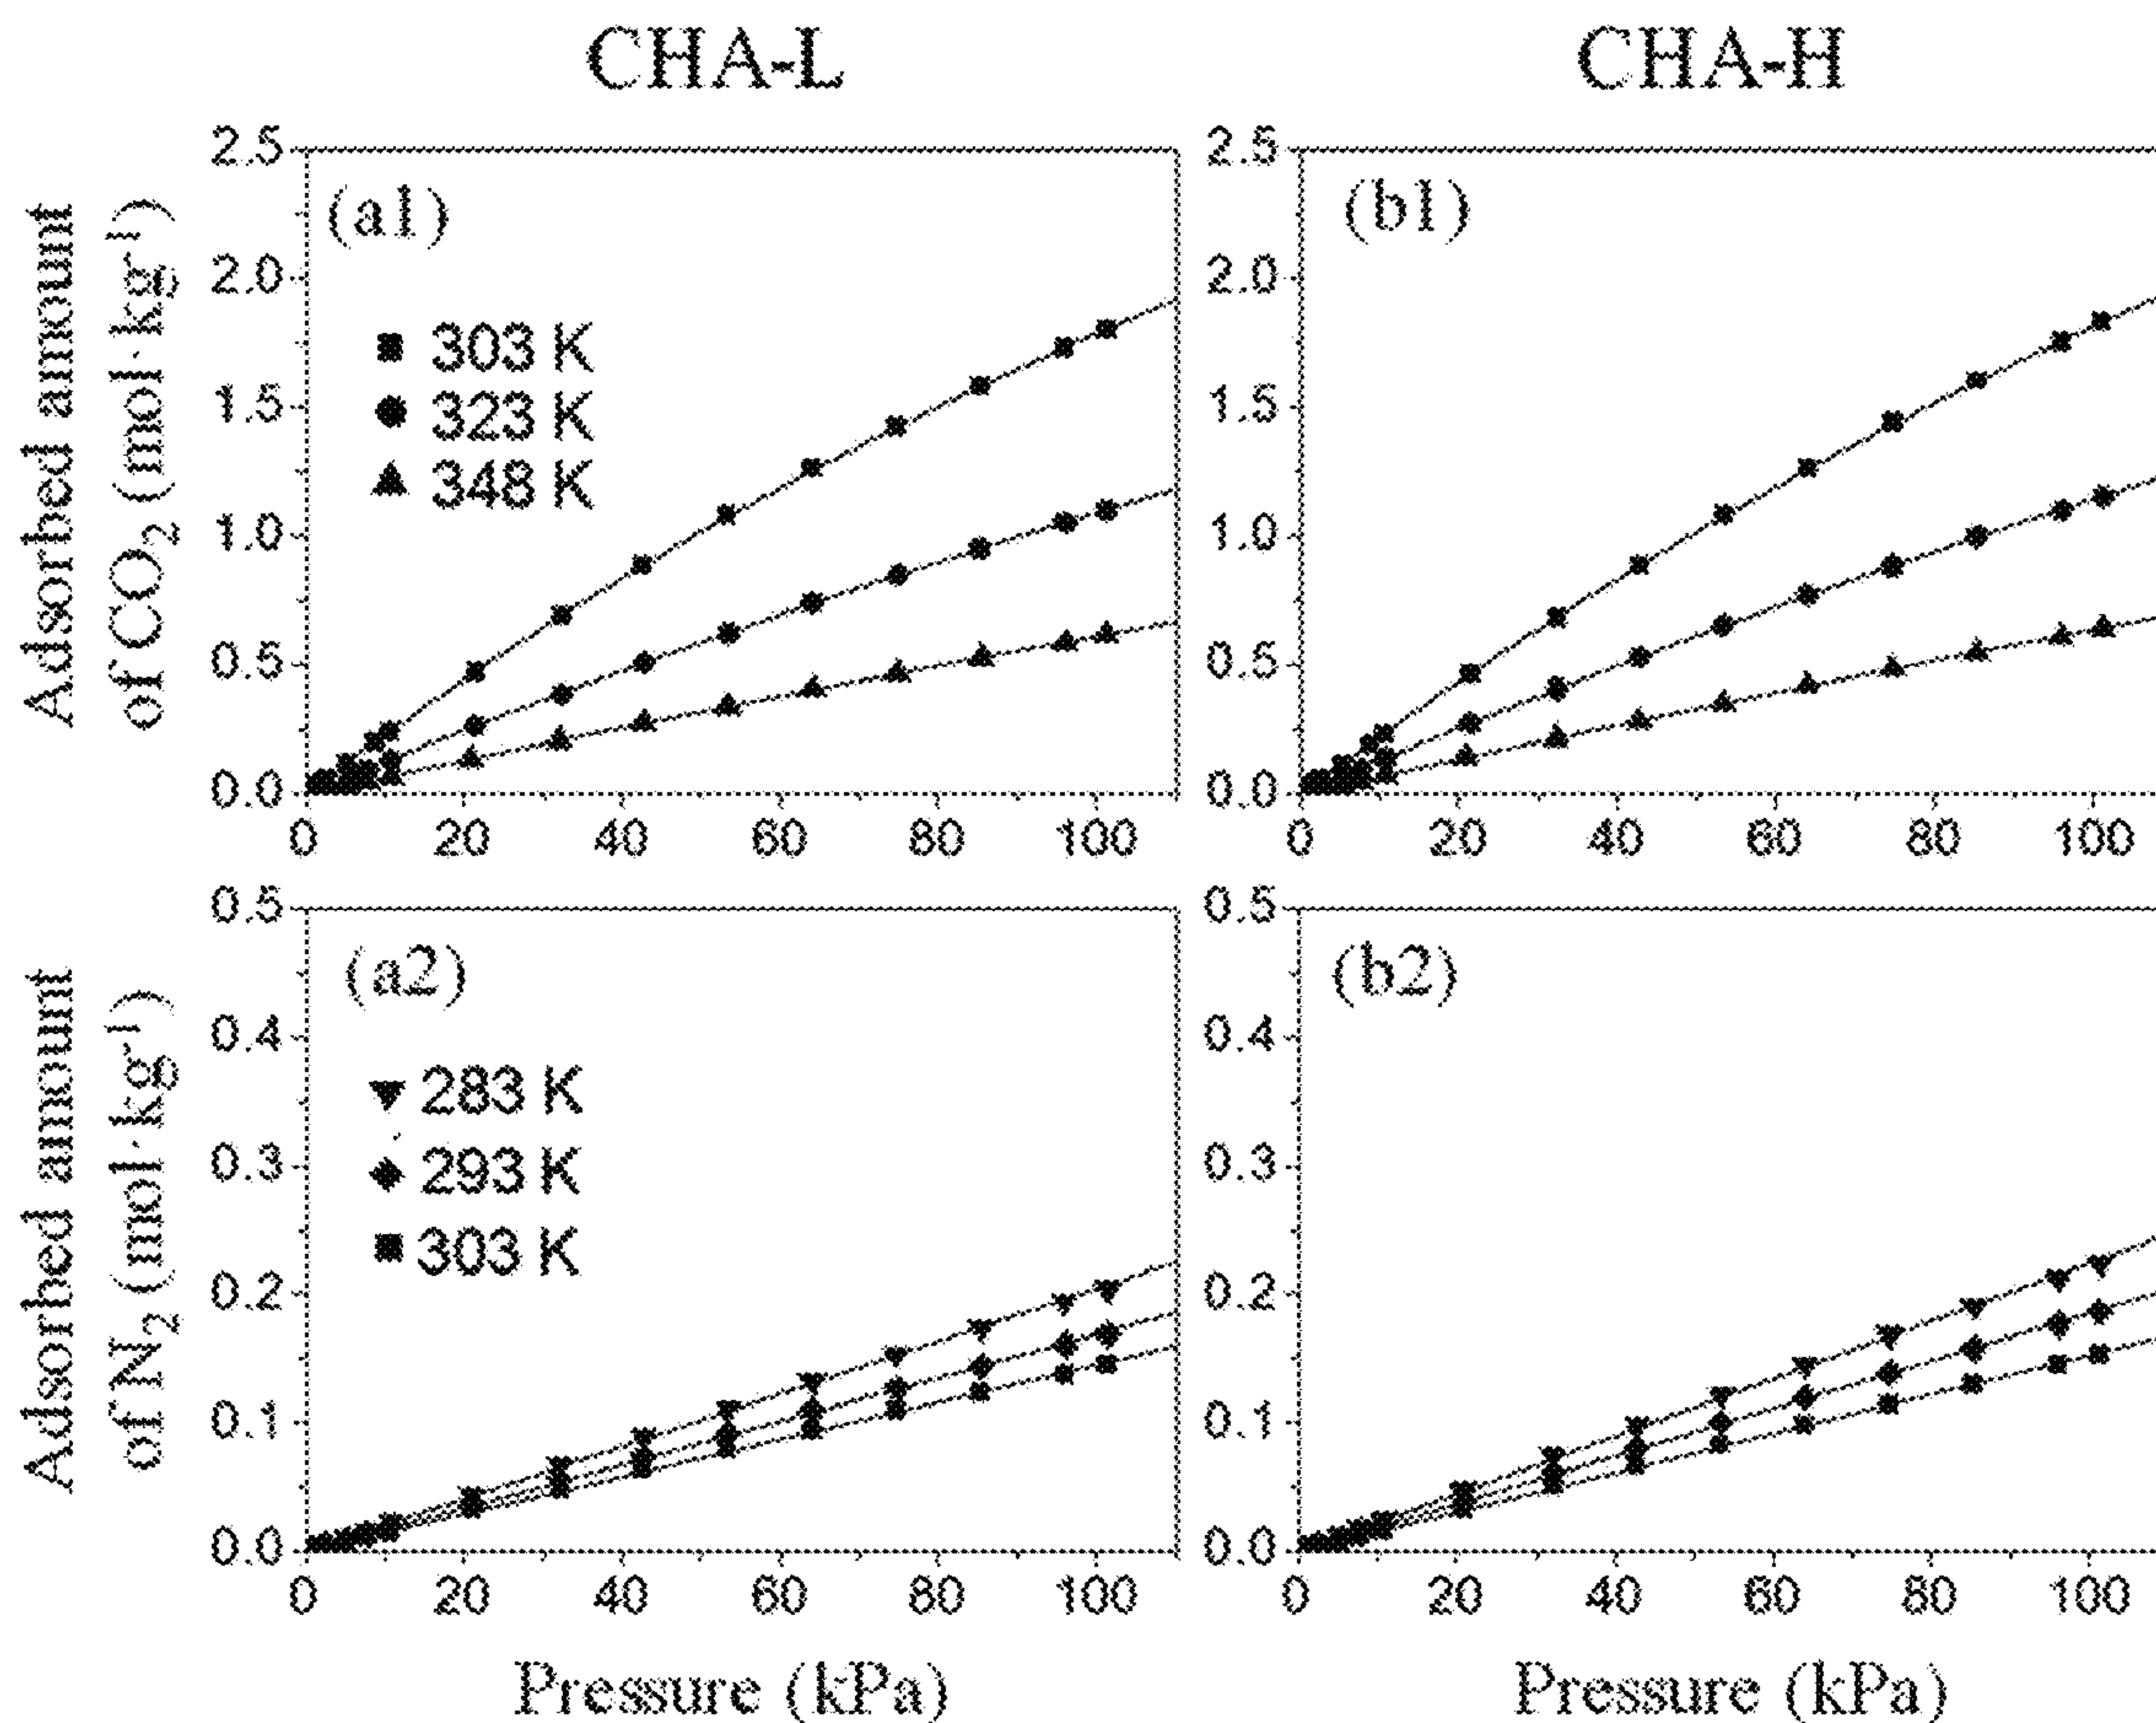 CHA-L
CHA-H
Adsorbed amount
of CO₂ (mol·kg⁻¹)
2.5
2.0
1.5
1.0
0.5
0.0
(a1)
303 K
323 K
348 K
0 20 40 60 80 100
2.5
2.0
1.5
1.0
0.5
0.0
(b1)
0 20 40 60 80 100
Adsorbed amount
of N₂ (mol·kg⁻¹)
0.5
0.4
0.3
0.2
0.1
0.0
(a2)
283 K
293 K
303 K
0 20 40 60 80 100
Pressure (kPa)
0.5
0.4
0.3
0.2
0.1
0.0
(b2)
0 20 40 60 80 100
Pressure (kPa)